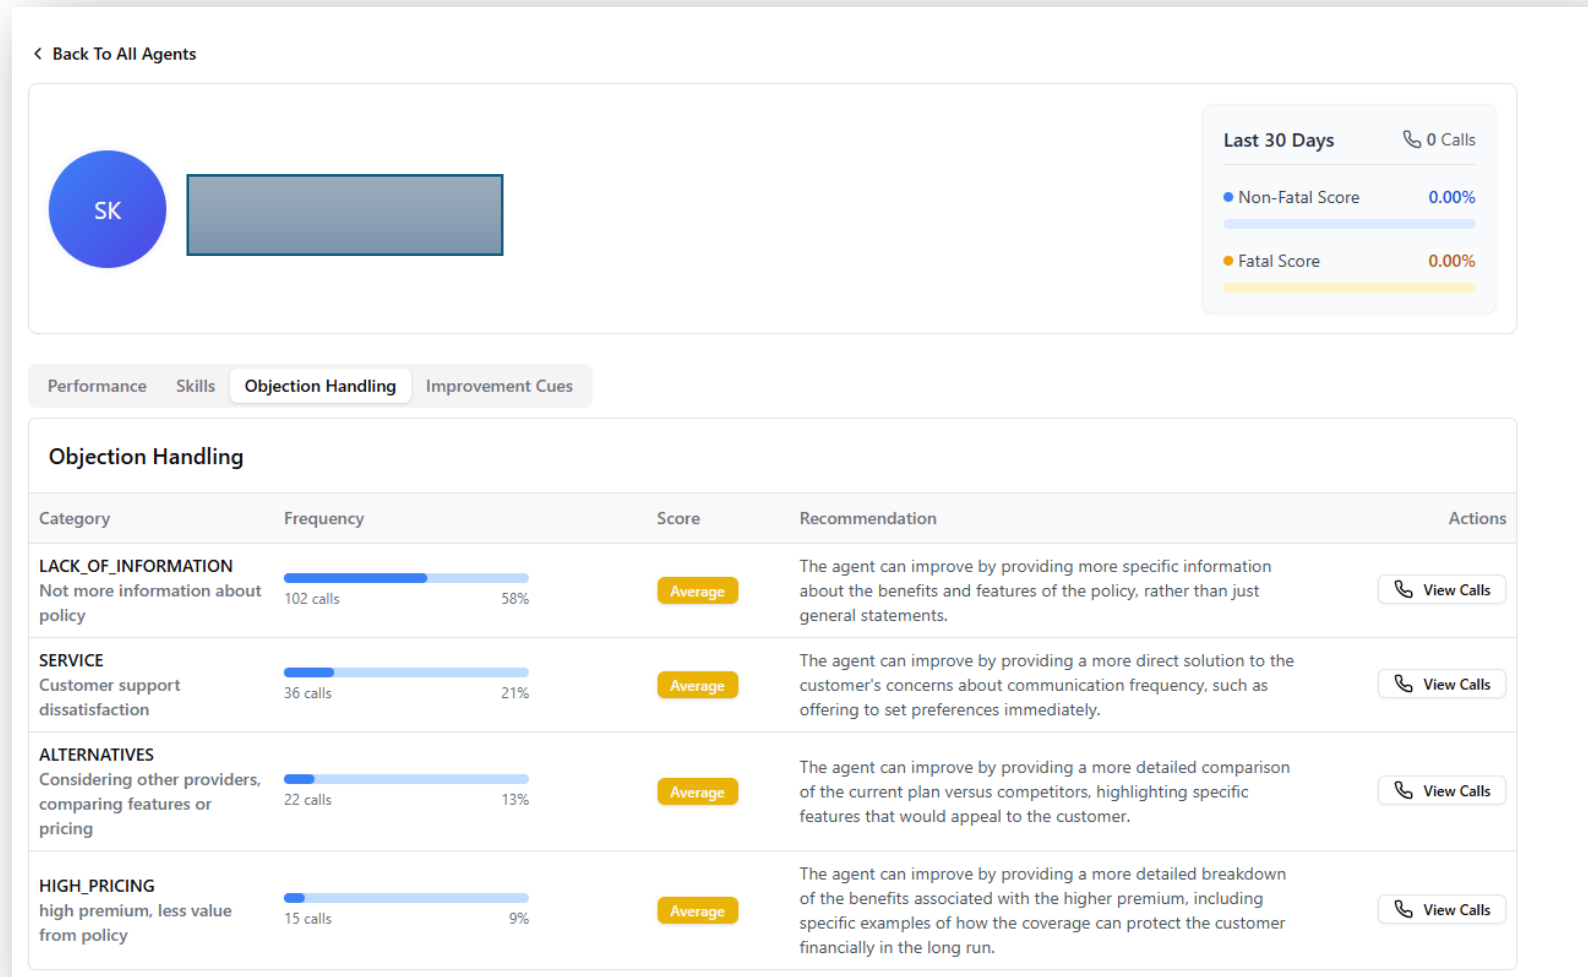 Back To All Agents
SK
Last 30 Days
0 Calls
Non-Fatal Score
0.00%
Fatal Score
0.00%
Performance
Skills
Objection Handling
Improvement Cues
Objection Handling
Category
Frequency
Score
Recommendation
Actions
LACK_OF_INFORMATION
Not more information about
policy
102 calls
58%
Average
The agent can improve by providing more specific information
about the benefits and features of the policy, rather than just
general statements.
View Calls
SERVICE
Customer support
dissatisfaction
36 calls
21%
Average
The agent can improve by providing a more direct solution to the
customer's concerns about communication frequency, such as
offering to set preferences immediately.
View Calls
ALTERNATIVES
Considering other providers,
comparing features or
pricing
22 calls
13%
Average
The agent can improve by providing a more detailed comparison
of the current plan versus competitors, highlighting specific
features that would appeal to the customer.
View Calls
HIGH_PRICING
high premium, less value
from policy
15 calls
9%
Average
The agent can improve by providing a more detailed breakdown
of the benefits associated with the higher premium, including
specific examples of how the coverage can protect the customer
financially in the long run.
View Calls